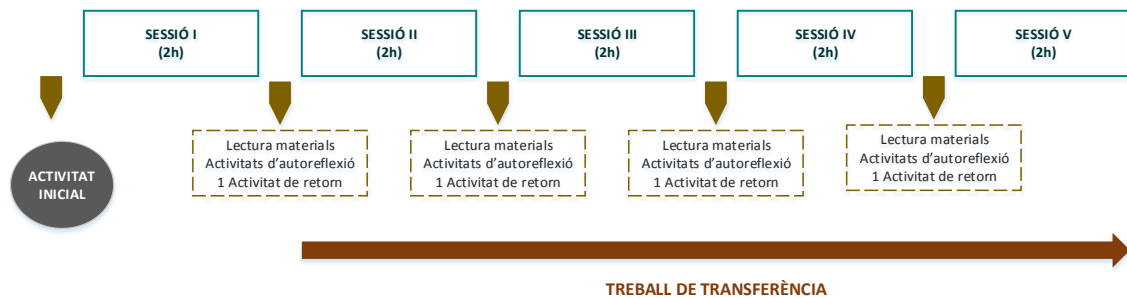 SESSIÓ I
(2h)
SESSIÓ II
(2h)
SESSIÓ III
(2h)
SESSIÓ IV
(2h)
SESSIÓ V
(2h)
ACTIVITAT
INICIAL
Lectura materials
Activitats d'autoreflexió
1 Activitat de retorn
Lectura materials
Activitats d'autoreflexió
1 Activitat de retorn
Lectura materials
Activitats d'autoreflexió
1 Activitat de retorn
Lectura materials
Activitats d'autoreflexió
1 Activitat de retorn
TREBALL DE TRANSFERÈNCIA